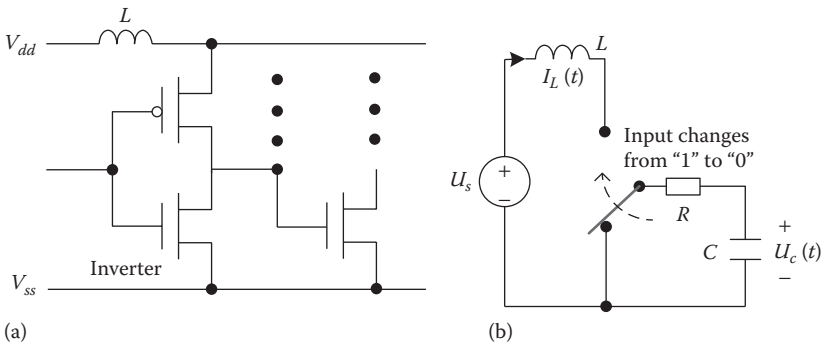 L
V_dd
Inverter
V_ss
(a)
L
I_L (t)
Input changes
from "1" to "0"
U_s
+
−
R
C
+
U_c (t)
−
(b)